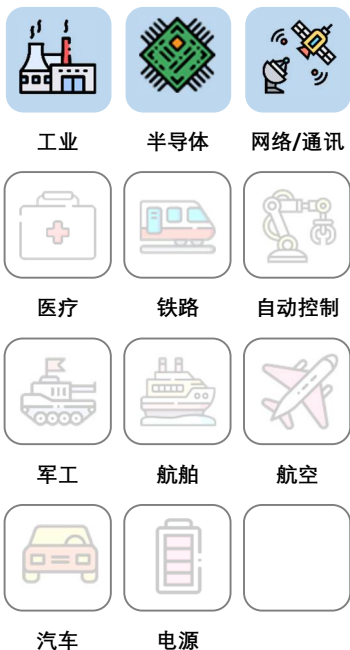 工业 半导体 网络/通讯
医疗 铁路 自动控制
军工 航舶 航空
汽车 电源